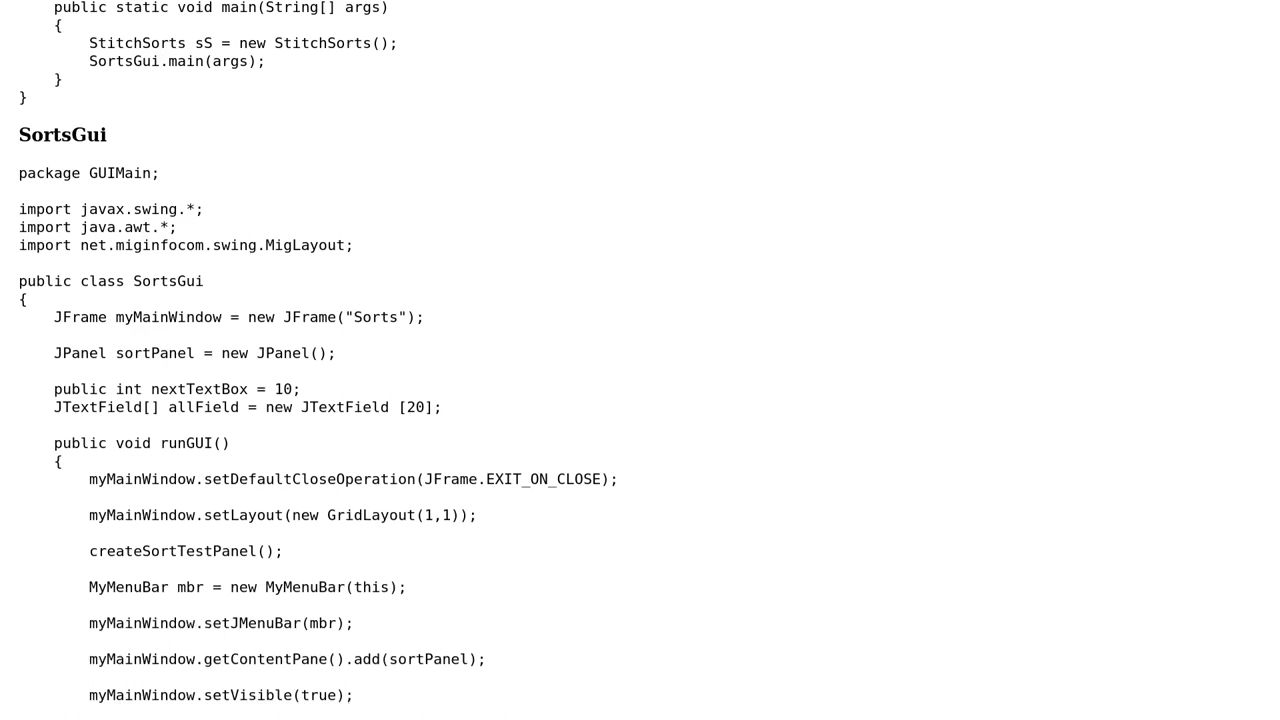 public static void main(String[] args)
    {
        StitchSorts sS = new StitchSorts();
        SortsGui.main(args);
    }
}
SortsGui
package GUIMain;
import javax.swing.*;
import java.awt.*;
import net.miginfocom.swing.MigLayout;
public class SortsGui
{
    JFrame myMainWindow = new JFrame("Sorts");
    JPanel sortPanel = new JPanel();
    public int nextTextBox = 10;
    JTextField[] allField = new JTextField [20];
    public void runGUI()
    {
        myMainWindow.setDefaultCloseOperation(JFrame.EXIT_ON_CLOSE);
        myMainWindow.setLayout(new GridLayout(1,1));
        createSortTestPanel();
        MyMenuBar mbr = new MyMenuBar(this);
        myMainWindow.setJMenuBar(mbr);
        myMainWindow.getContentPane().add(sortPanel);
        myMainWindow.setVisible(true);